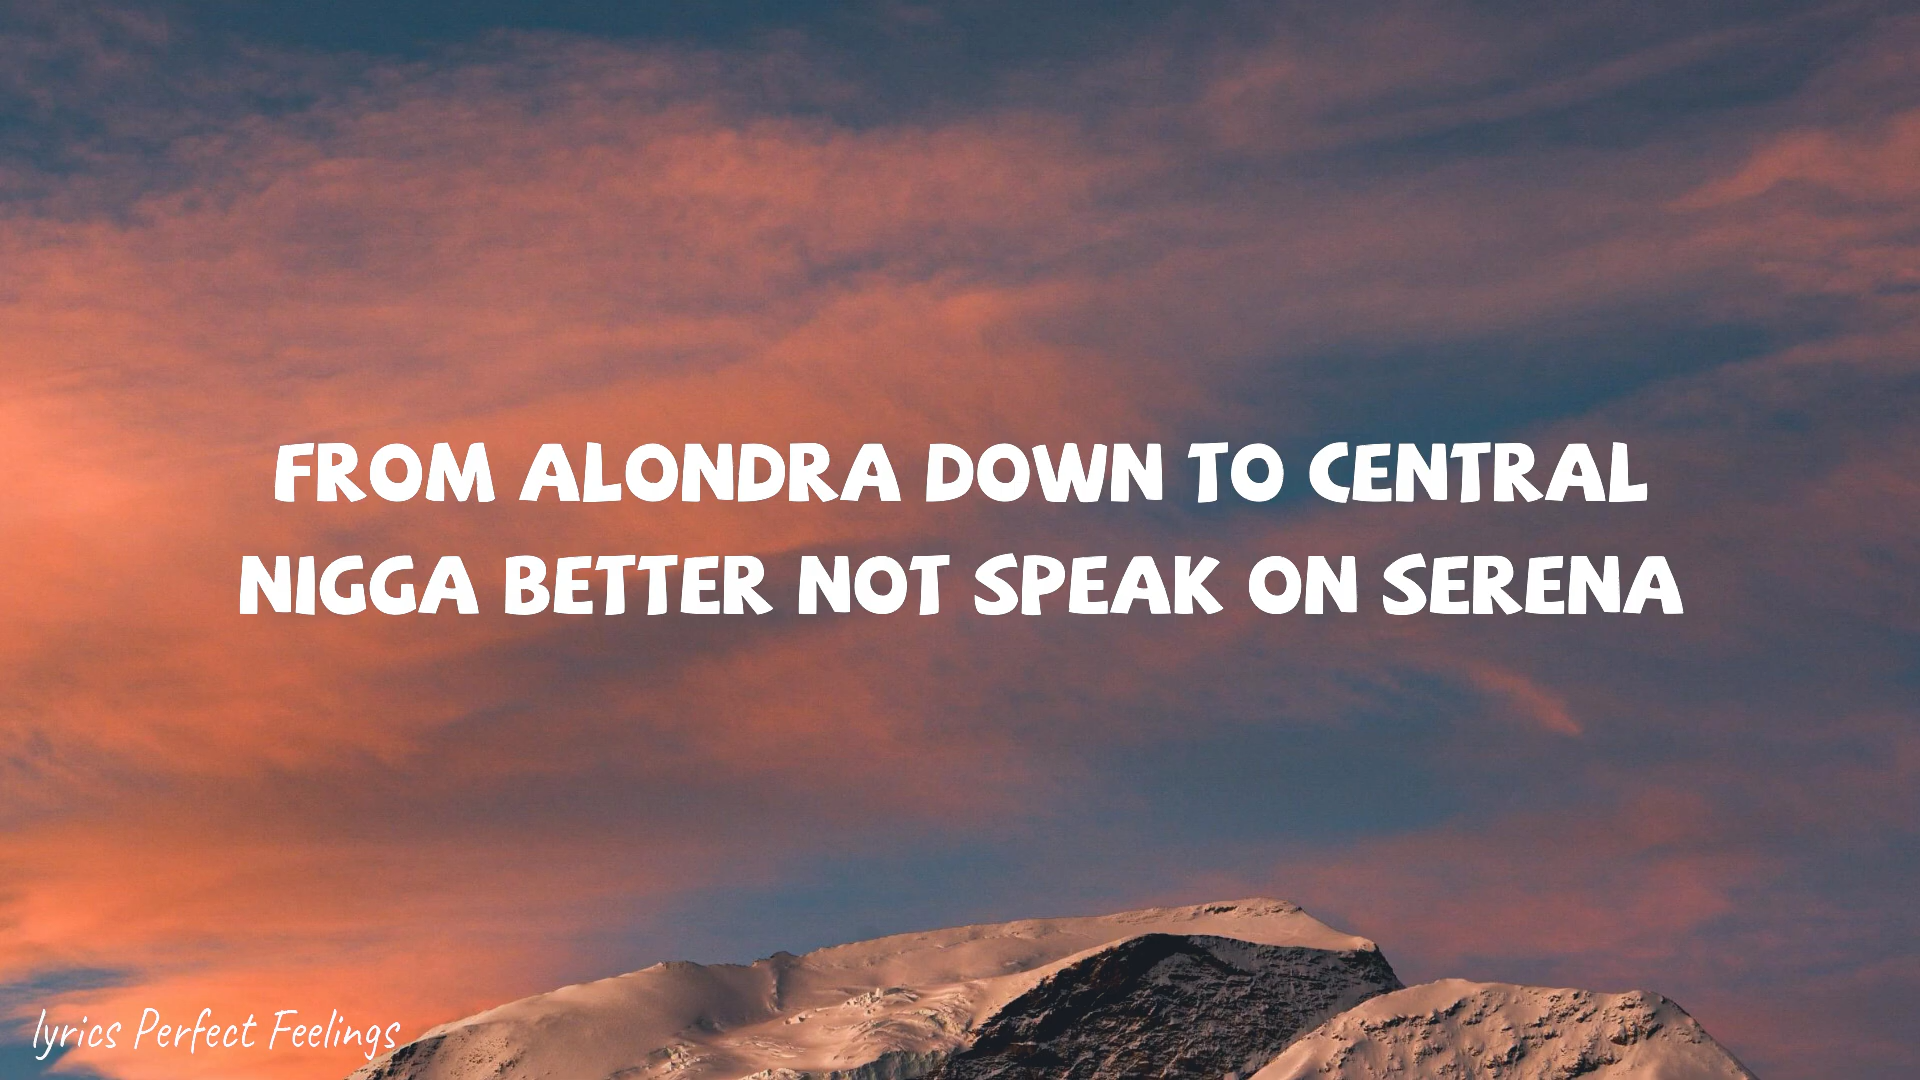 FROM ALONDRA DOWN TO CENTRAL
NIGGA BETTER NOT SPEAK ON SERENA
lyrics Perfect Feelings